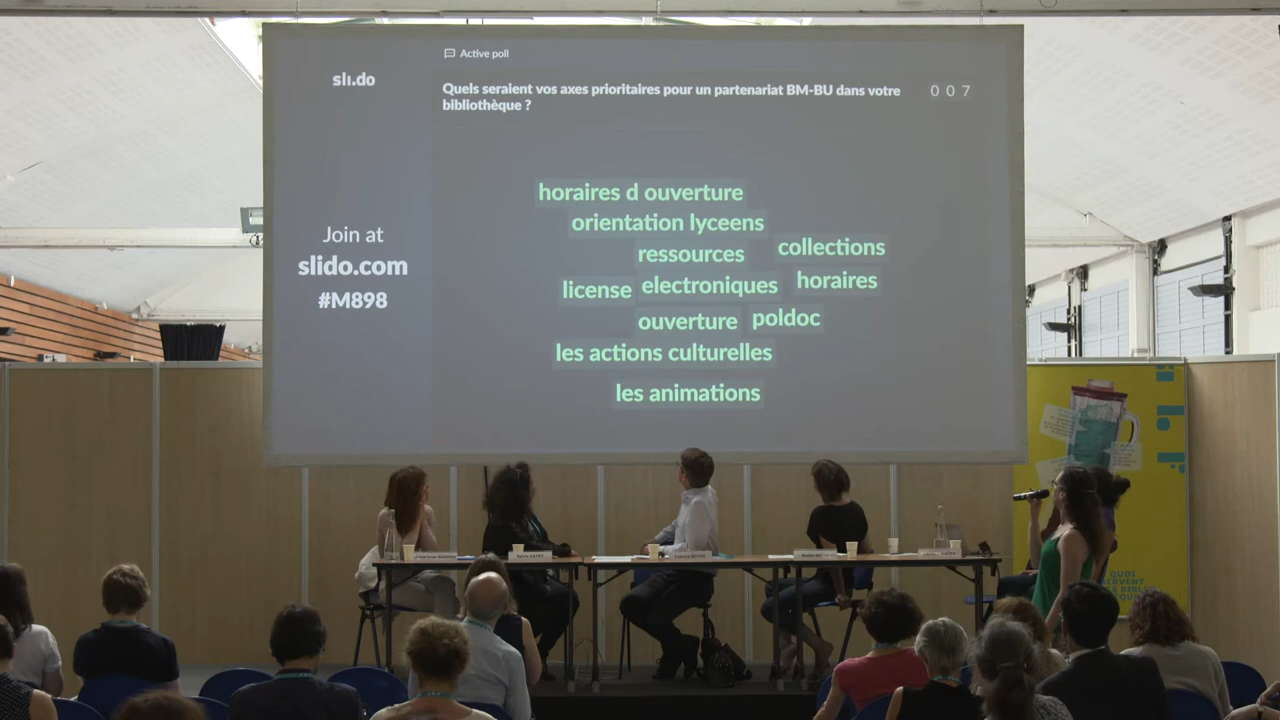 Active poll
sli.do
Quels seraient vos axes prioritaires pour un partenariat BM-BU dans votre
bibliothèque ?
0 0 7
horaires d ouverture
orientation lyceens
ressources
collections
license
electroniques
horaires
ouverture
poldoc
les actions culturelles
les animations
Join at
slido.com
#M898